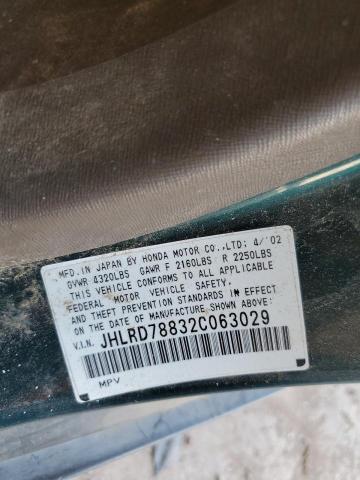 MFD.IN JAPAN BY HONDA MOTOR CO.,LTD: 4/'02
GVWR 4320LBS GAWR F 2160LBS R 2250LBS
THIS VEHICLE CONFORMS TO ALL APPLICABLE
FEDERAL MOTOR VEHICLE SAFETY,
AND THEFT PREVENTION STANDARDS IN EFFECT
ON THE DATE OF MANUFACTURE SHOWN ABOVE.
V.I.N. JHLRD78832C063029
MPV